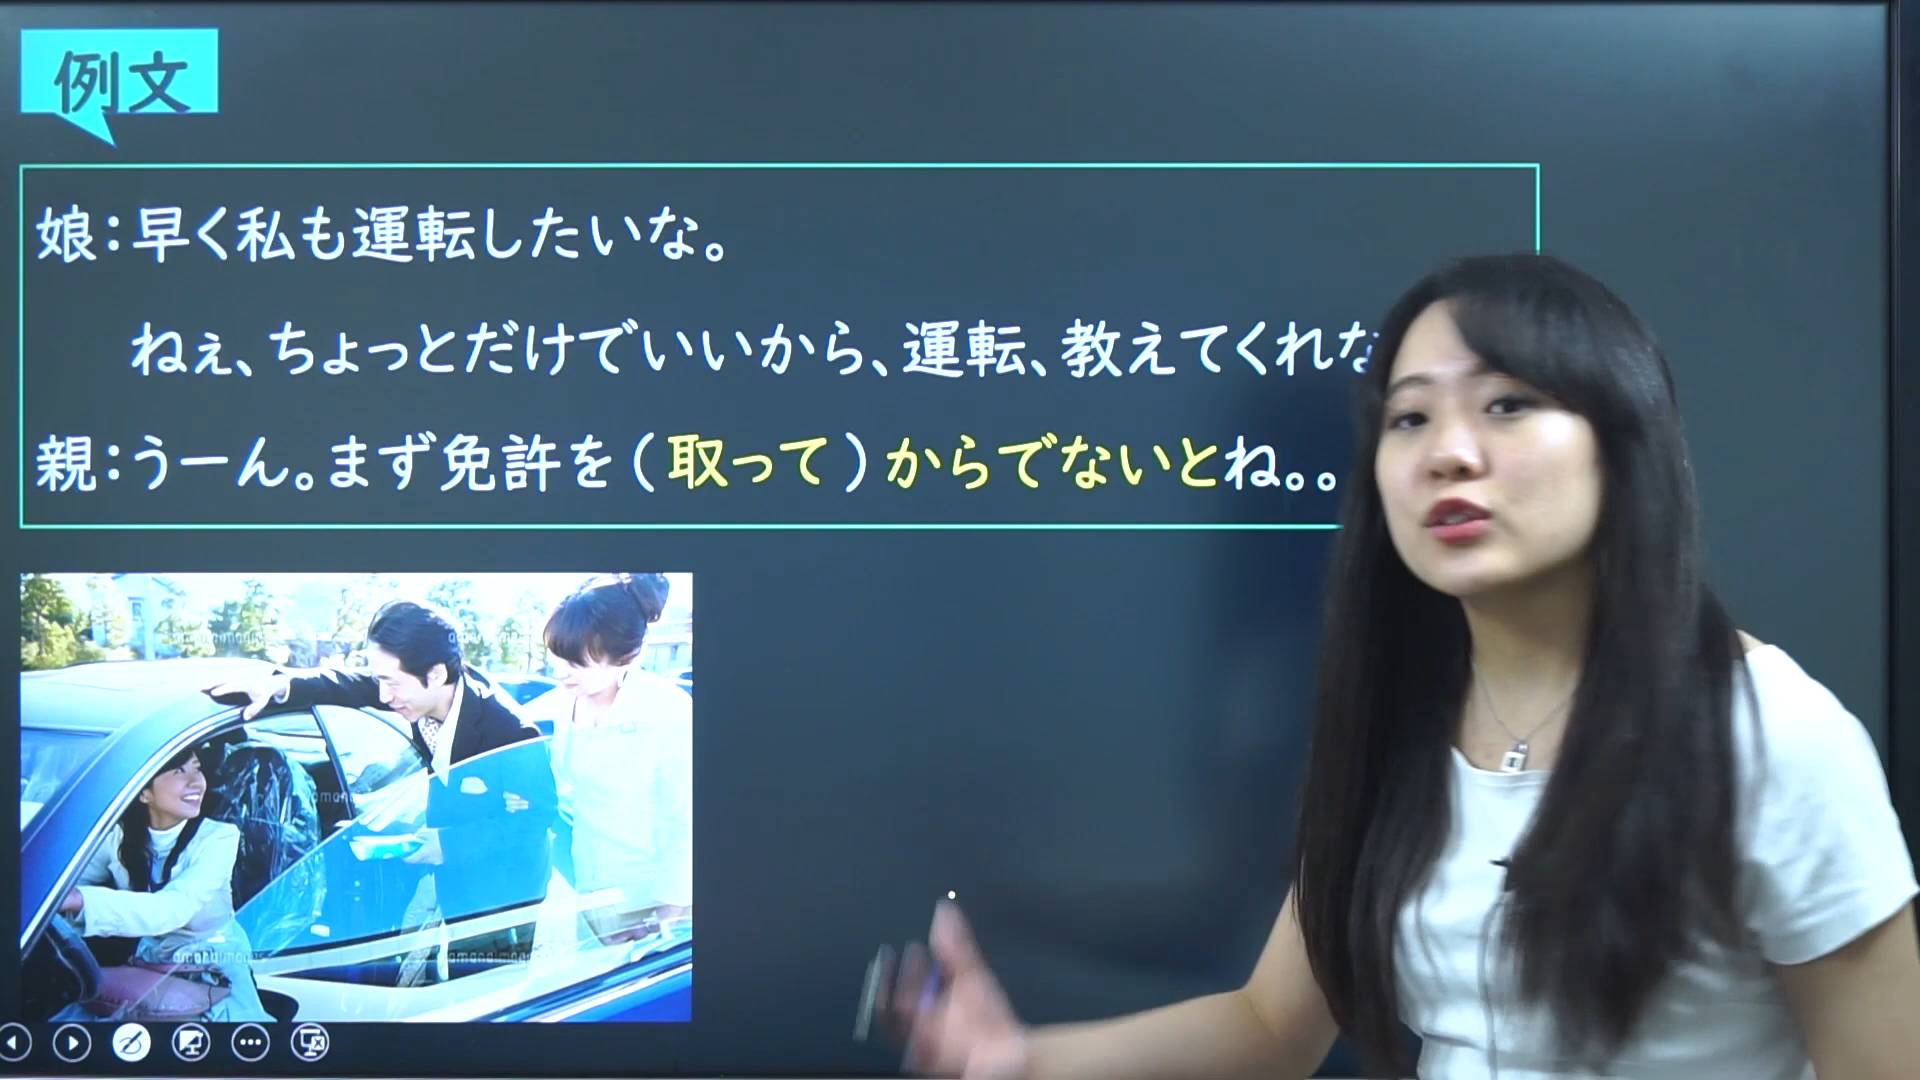 例文
娘：早く私も運転したいな。
ねぇ、ちょっとだけでいいから、運転、教えてくれな
親：うーん。まず免許を（取って）からでないとね。。
amanaimages